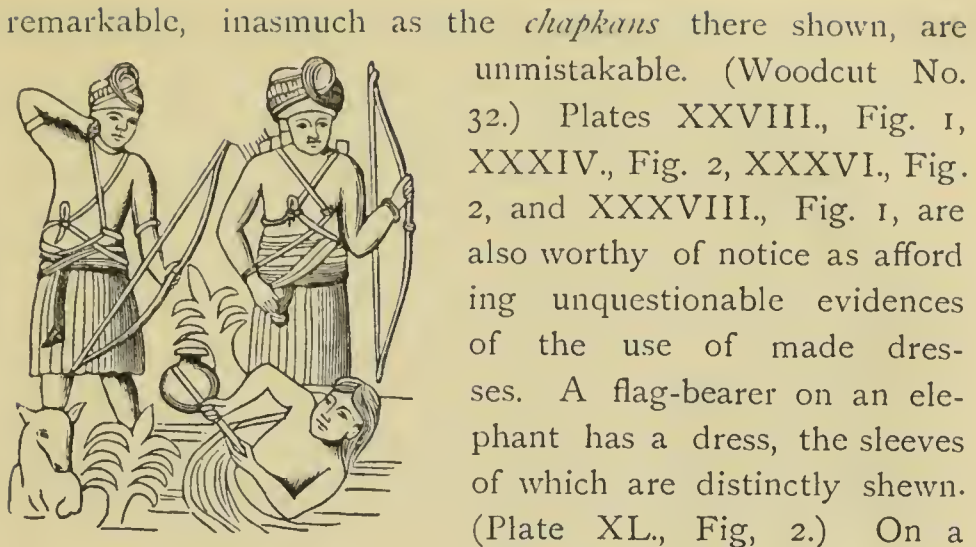 remarkable, inasmuch as the chapkans there shown, are
unmistakable. (Woodcut No.
32.) Plates XXVIII., Fig. 1,
XXXIV., Fig. 2, XXXVI., Fig.
2, and XXXVIII., Fig. 1, are
also worthy of notice as afford
ing unquestionable evidences
of the use of made dres-
ses. A flag-bearer on an ele-
phant has a dress, the sleeves
of which are distinctly shewn.
(Plate XL., Fig, 2.) On a